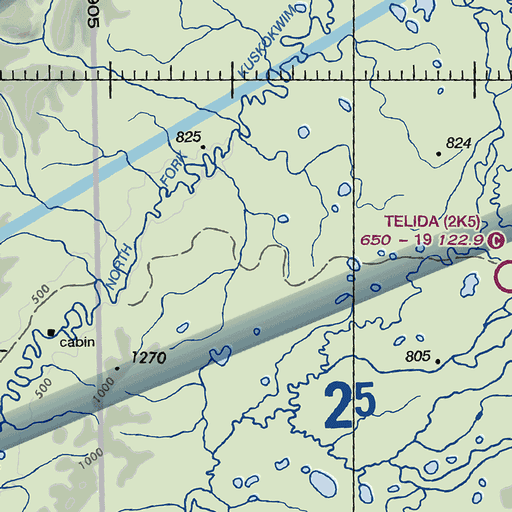 905
KUSKOKWIM
825
824
FORK
TELIDA (2K5)
650 - 19 122.9 C
NORTH
500
cabin
1270
805
500
1000
25
1000